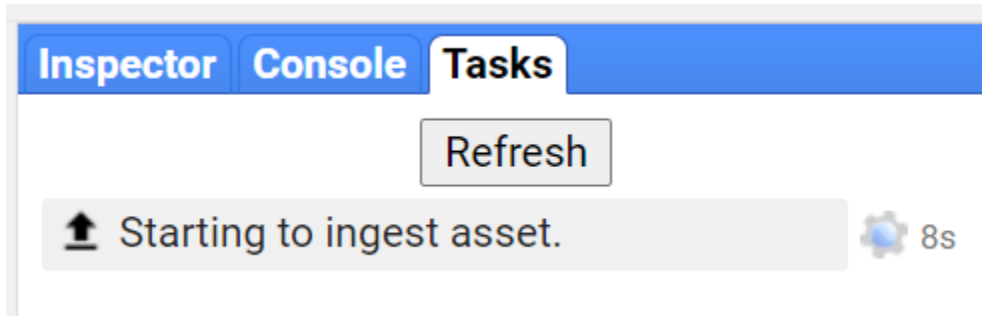 Inspector Console Tasks
Refresh
Starting to ingest asset. 8s